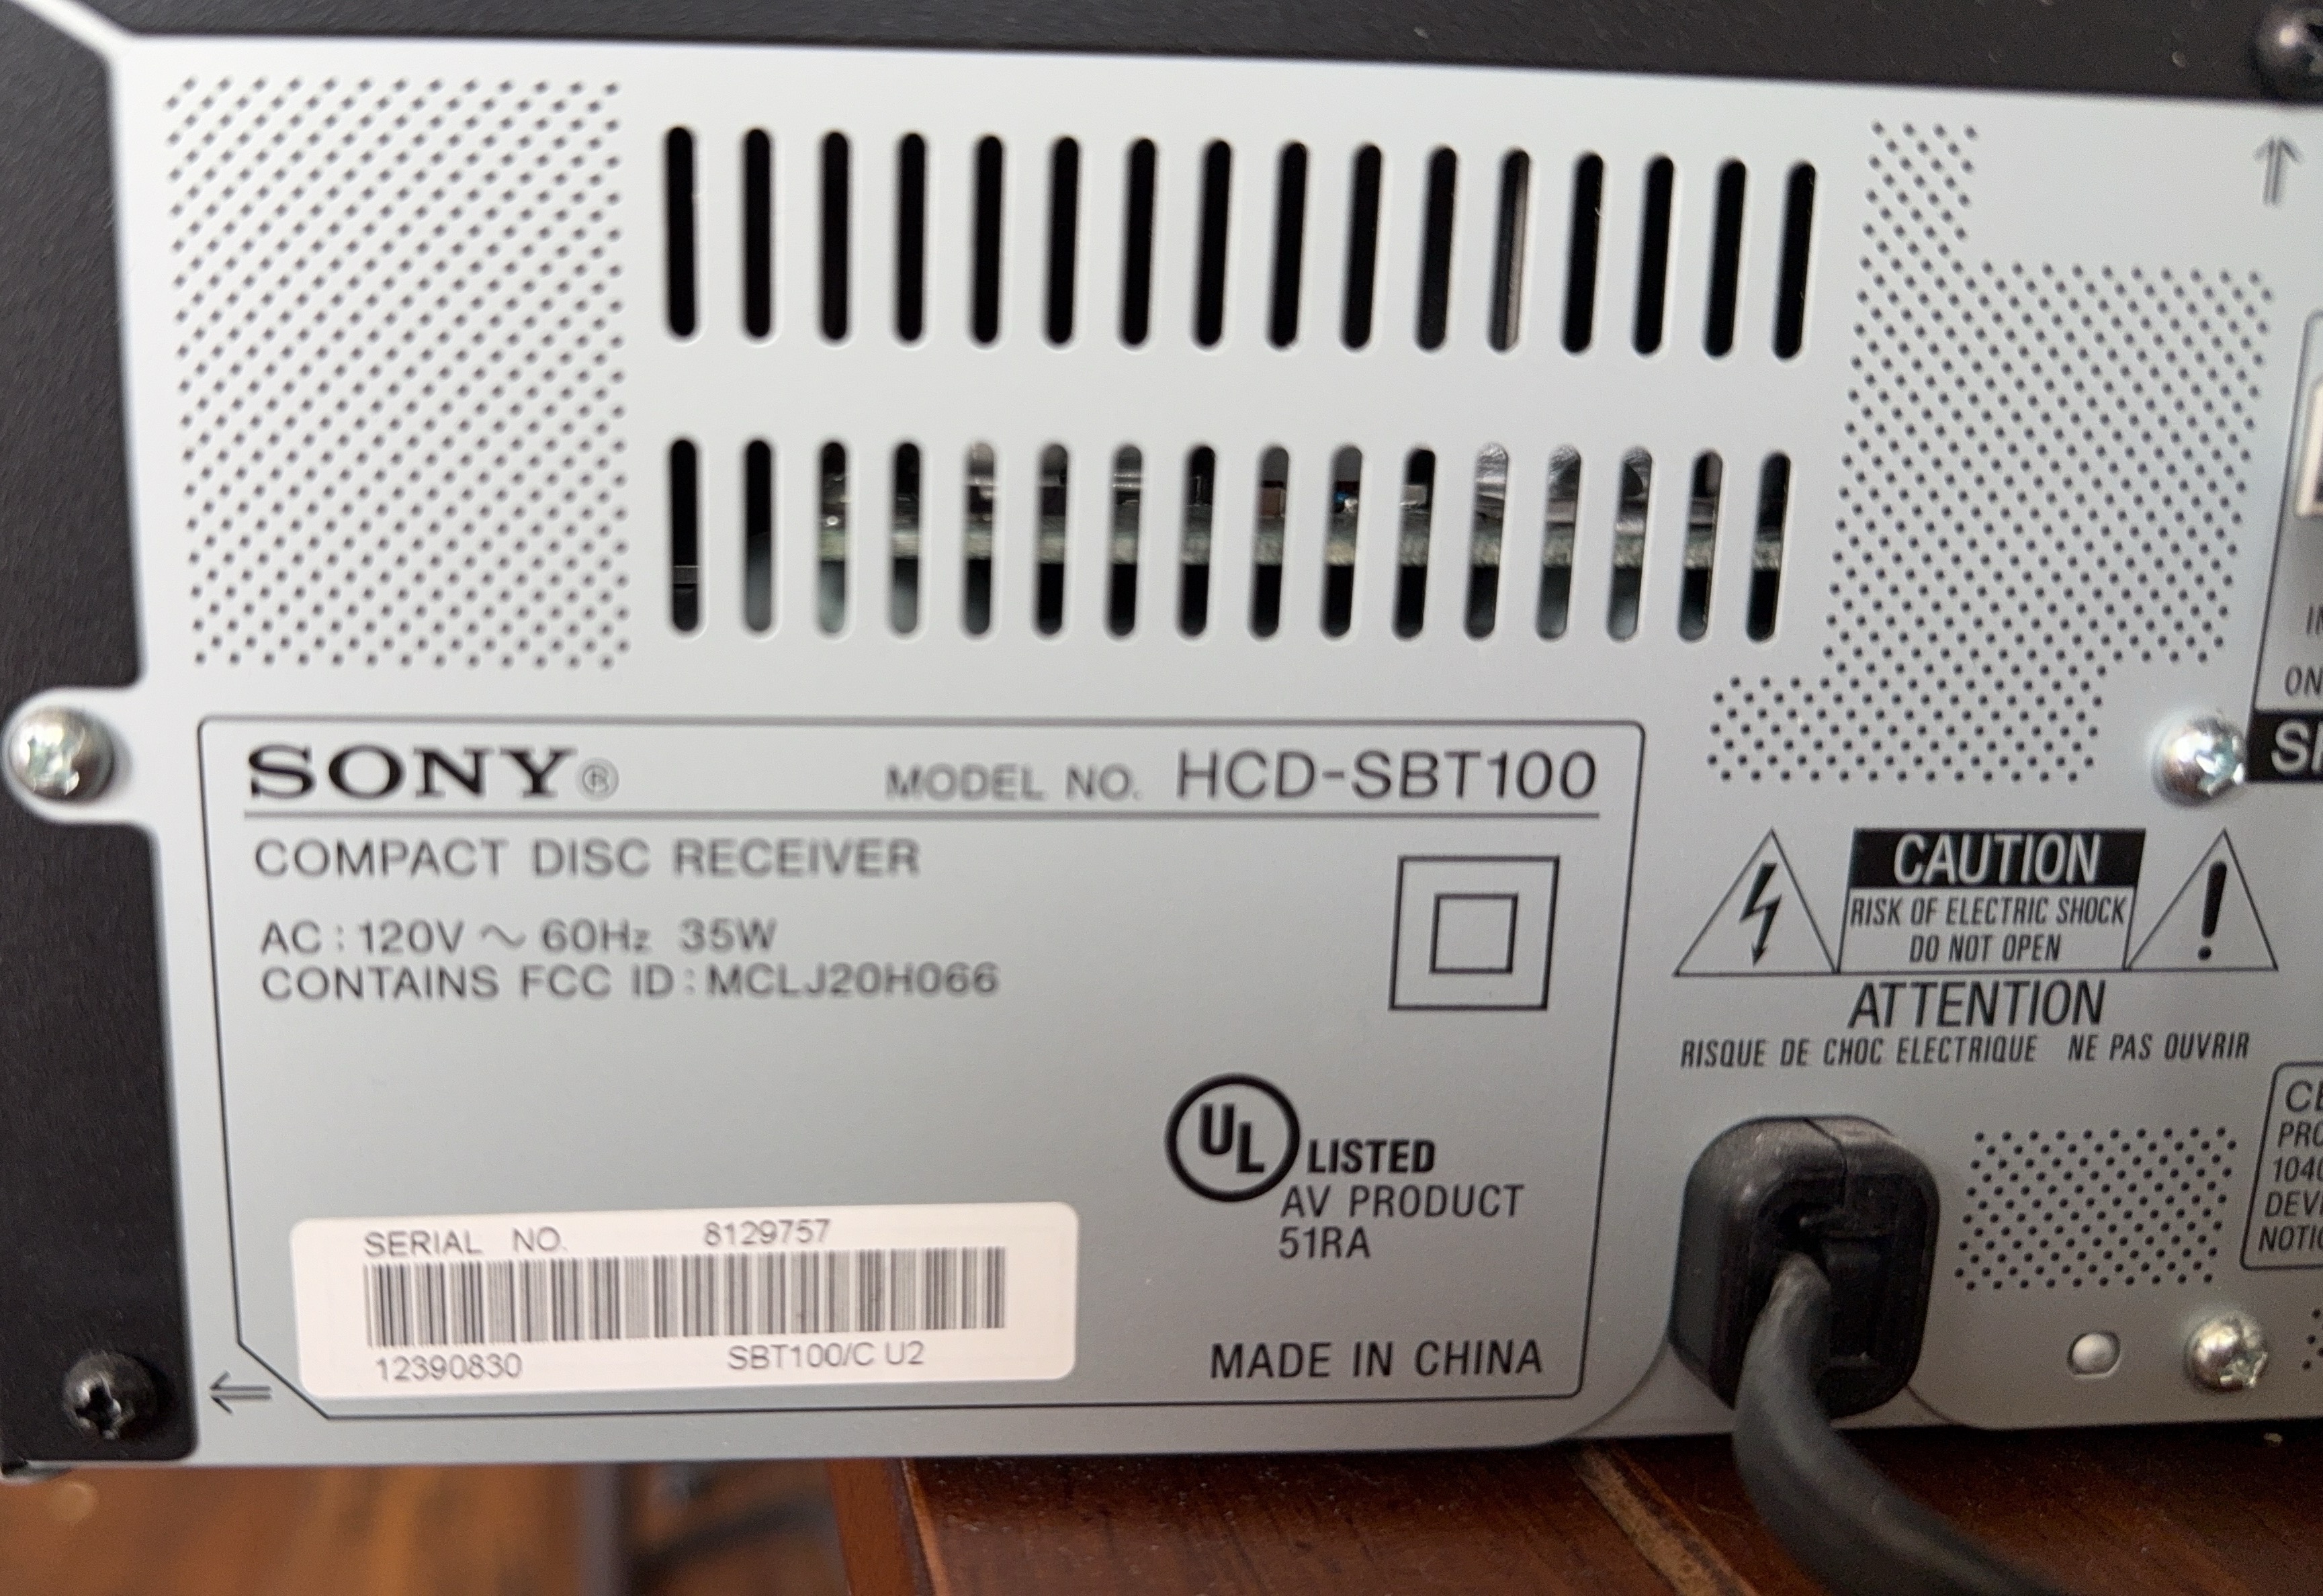 SONY®
MODEL NO. HCD-SBT100
COMPACT DISC RECEIVER
AC : 120V ~ 60Hz 35W
CONTAINS FCC ID : MCLJ20H066
UL LISTED
AV PRODUCT
51RA
SERIAL NO. 8129757
12390830 SBT100/C U2
MADE IN CHINA
CAUTION
RISK OF ELECTRIC SHOCK
DO NOT OPEN
ATTENTION
RISQUE DE CHOC ELECTRIQUE NE PAS OUVRIR